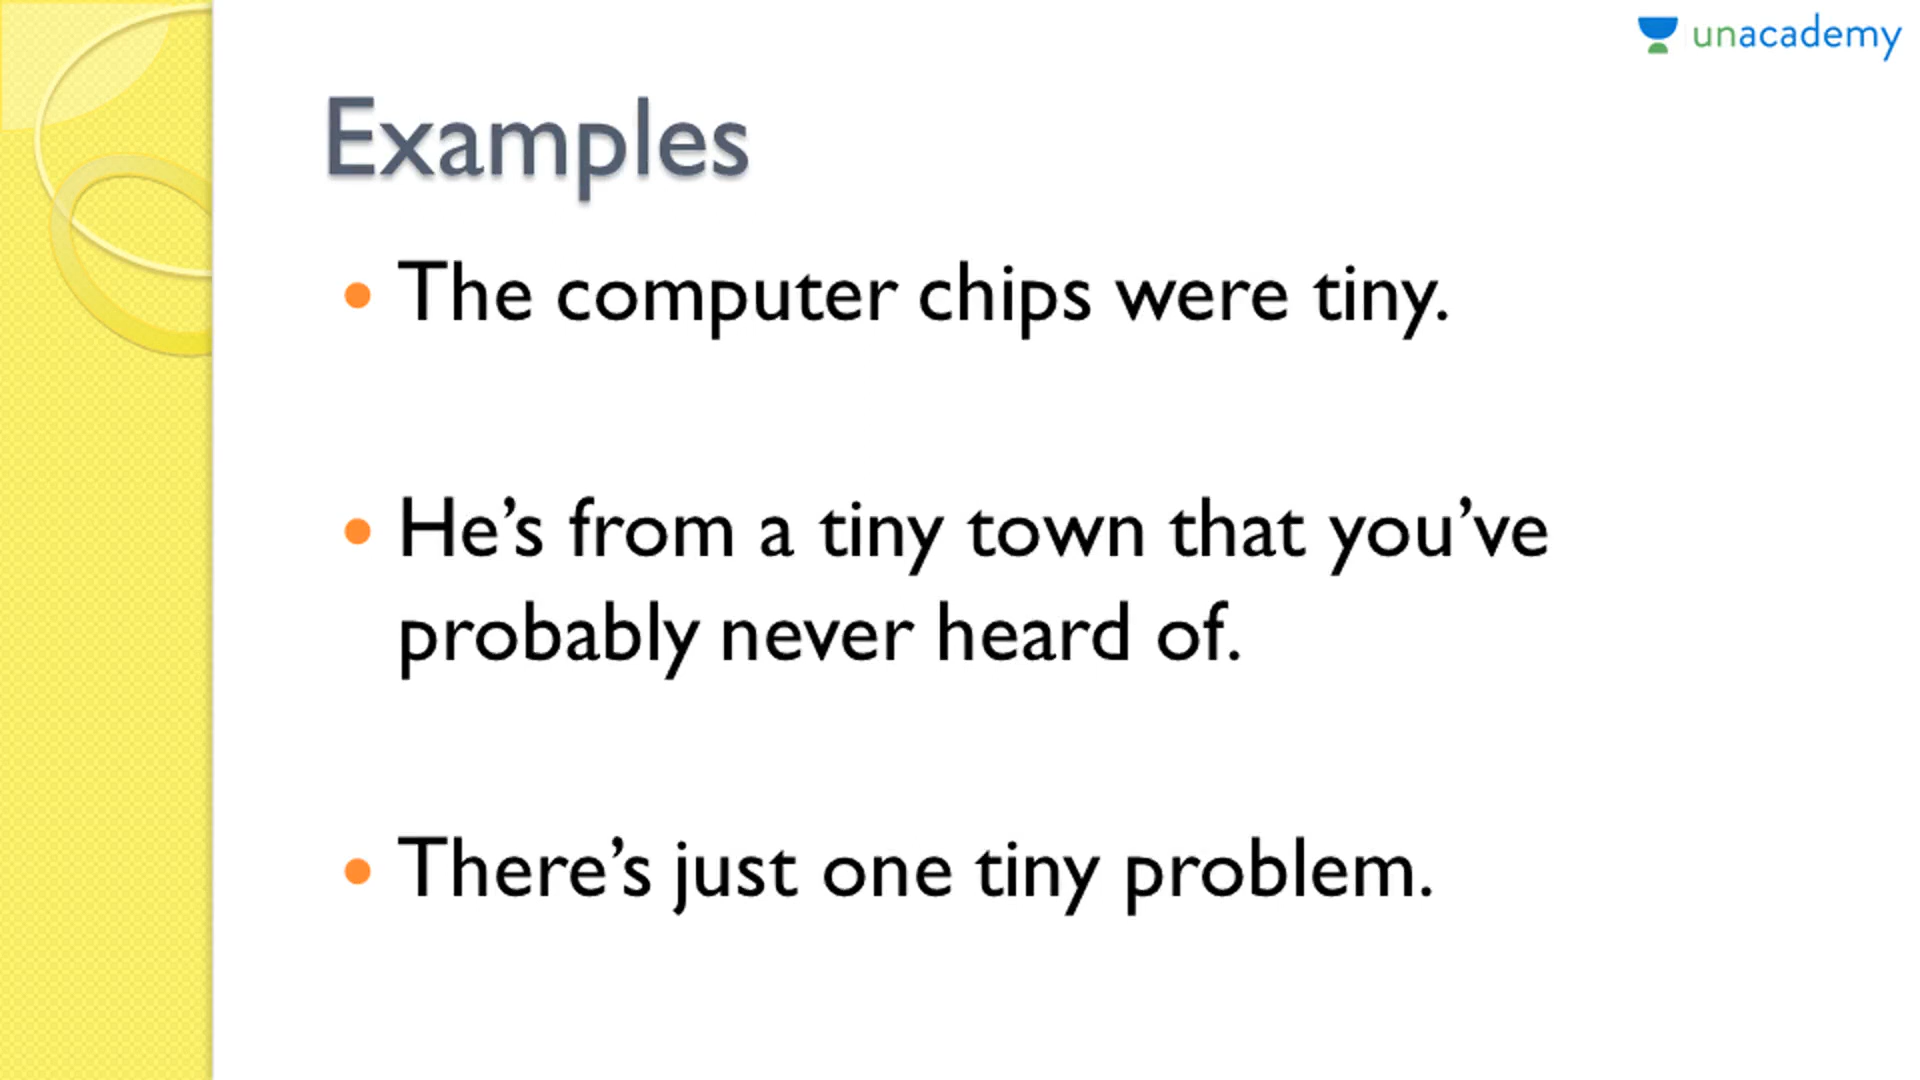 unacademy
Examples
• The computer chips were tiny.
• He’s from a tiny town that you’ve
probably never heard of.
• There’s just one tiny problem.